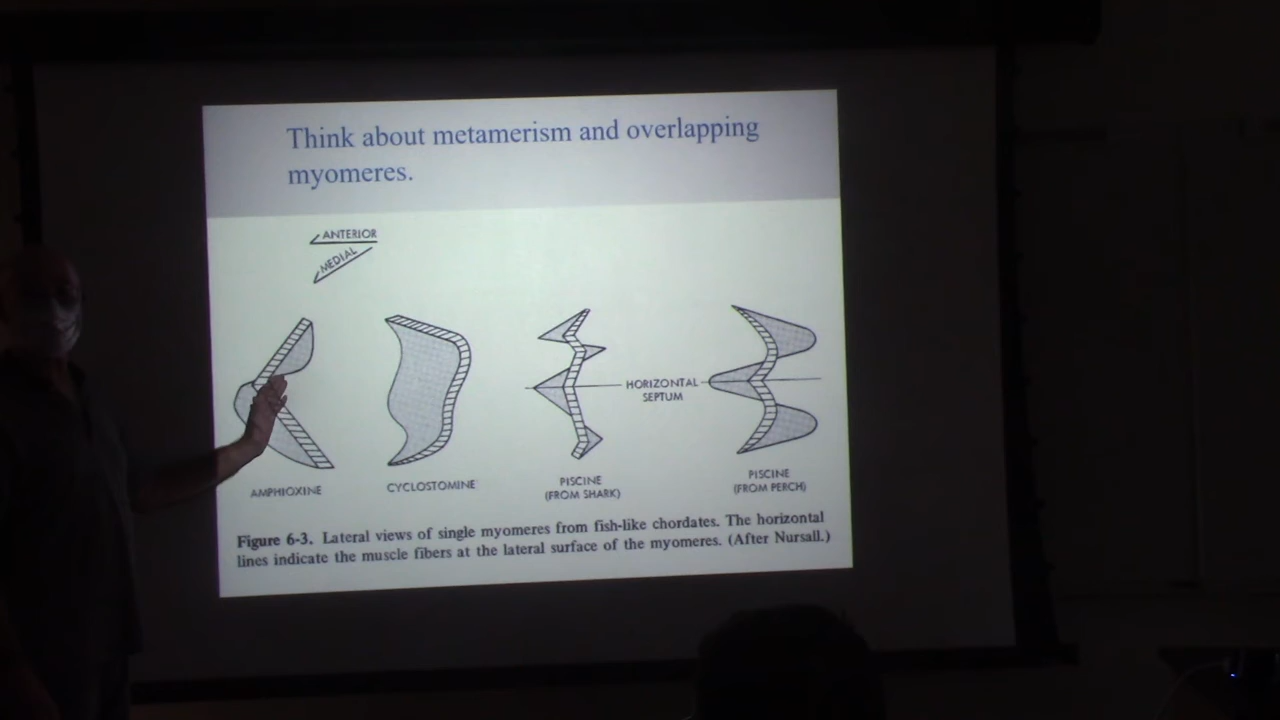 Think about metamerism and overlapping
myomeres.
ANTERIOR
MEDIAL
HORIZONTAL
SEPTUM
AMPHIOXINE
CYCLOSTOMINE
PISCINE
(FROM SHARK)
PISCINE
(FROM PERCH)
Figure 6-3. Lateral views of single myomeres from fish-like chordates. The horizontal
lines indicate the muscle fibers at the lateral surface of the myomeres. (After Nursall.)